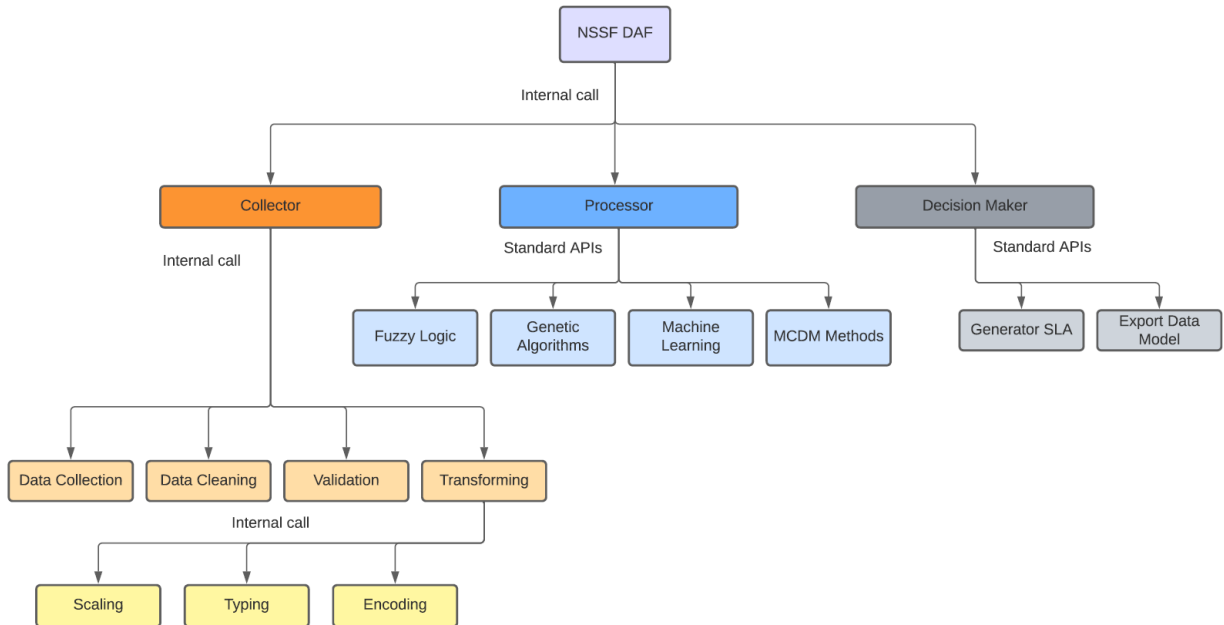 NSSF DAF
Internal call
Collector
Processor
Decision Maker
Internal call
Standard APIs
Standard APIs
Fuzzy Logic
Genetic
Algorithms
Machine
Learning
MCDM Methods
Generator SLA
Export Data
Model
Data Collection
Data Cleaning
Validation
Transforming
Internal call
Scaling
Typing
Encoding